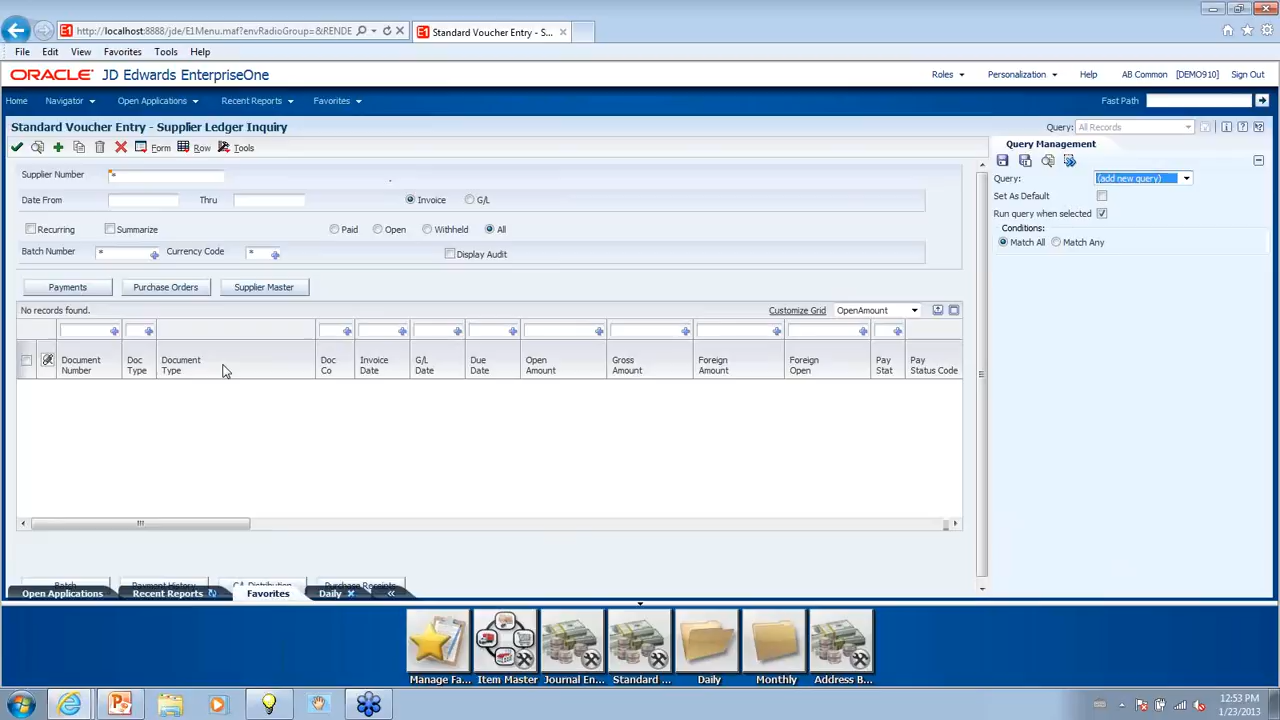 http://localhost:8888/jde/E1Menu.maf?envRadioGroup=&RENDE
Standard Voucher Entry - S...
File Edit View Favorites Tools Help
ORACLE JD Edwards EnterpriseOne
Roles Personalization Help AB Common [DEMO910] Sign Out
Home Navigator Open Applications Recent Reports Favorites Fast Path
Standard Voucher Entry - Supplier Ledger Inquiry
Query: All Records
Form Row Tools
Query Management
Supplier Number *
Query: (add new query)
Date From Thru Invoice G/L
Set As Default
Run query when selected
Recurring Summarize Paid Open Withheld All
Conditions:
Match All Match Any
Batch Number * Currency Code * Display Audit
Payments Purchase Orders Supplier Master
No records found. Customize Grid OpenAmount
Document Number
Doc Type
Document Type
Doc Co
Invoice Date
G/L Date
Due Date
Open Amount
Gross Amount
Foreign Amount
Foreign Open
Pay Stat
Pay Status Code
Batch Payment History G/L Distribution Purchase Receipts
Open Applications Recent Reports Favorites Daily
Manage Fa... Item Master Journal En... Standard ... Daily Monthly Address B...
12:53 PM
1/23/2013